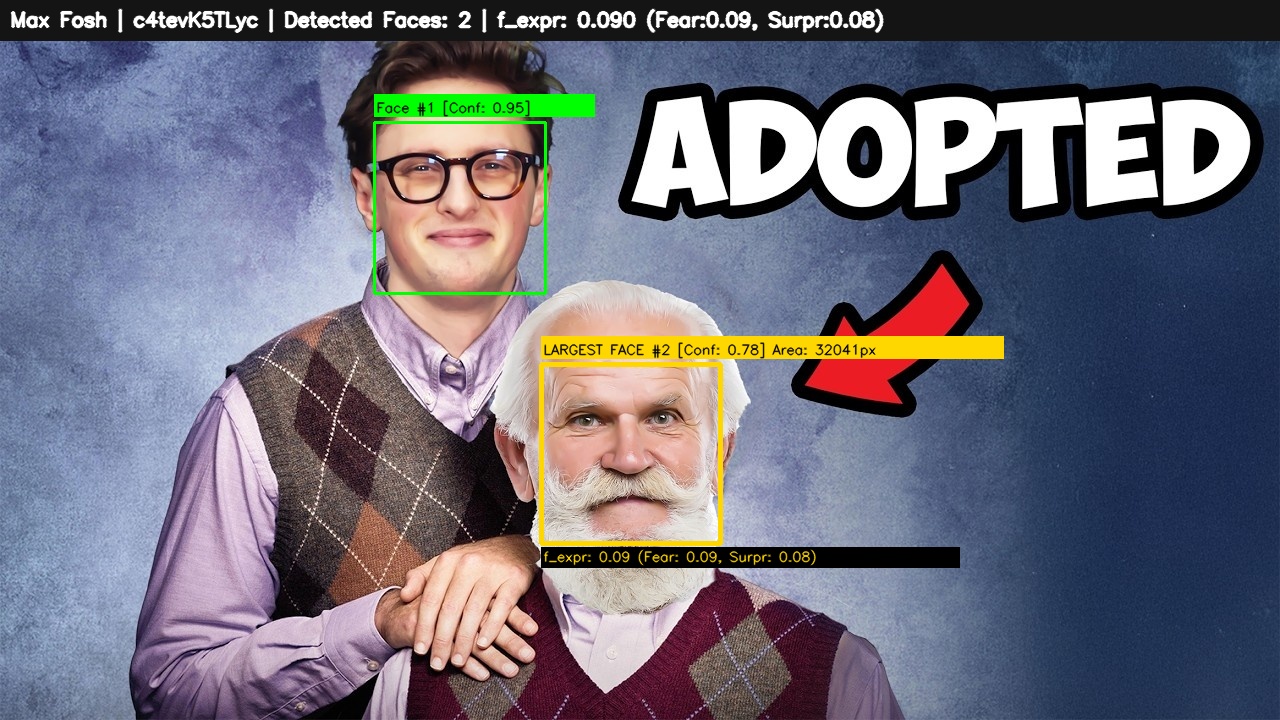 Max Fosh | c4tevK5TLyc | Detected Faces: 2 | f_expr: 0.090 (Fear:0.09, Surpr:0.08)
Face #1 [Conf: 0.95]
ADOPTED
LARGEST FACE #2 [Conf: 0.78] Area: 32041px
f_expr: 0.09 (Fear: 0.09, Surpr: 0.08)